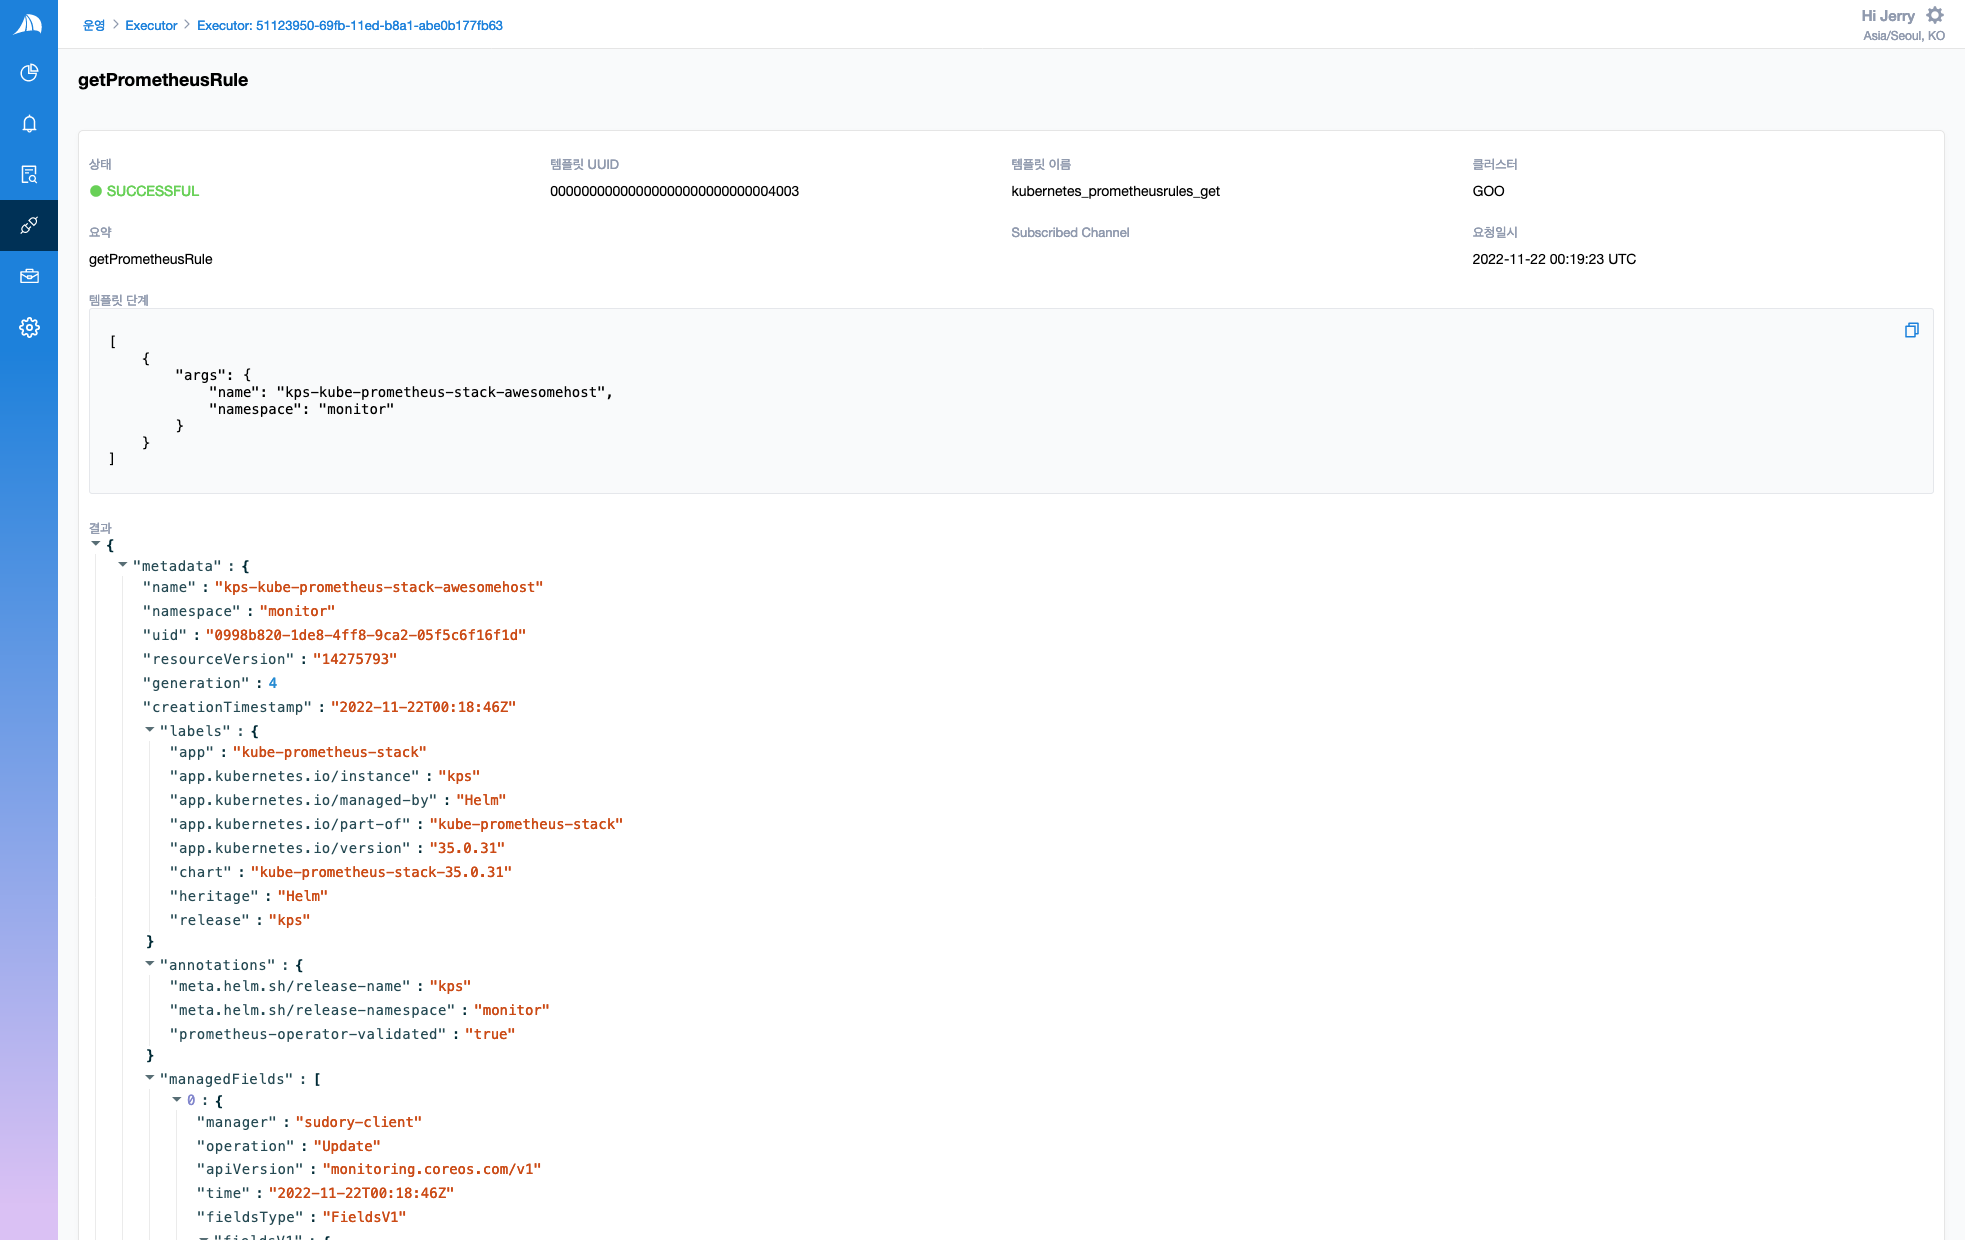 운영 > Executor > Executor: 51123950-69fb-11ed-b8a1-abe0b177fb63
Hi Jerry
Asia/Seoul, KO
getPrometheusRule
상태
템플릿 UUID
템플릿 이름
클러스터
SUCCESSFUL
00000000000000000000000000004003
kubernetes_prometheusrules_get
GOO
요약
Subscribed Channel
요청일시
getPrometheusRule
2022-11-22 00:19:23 UTC
템플릿 단계
[
{
"args": {
"name": "kps-kube-prometheus-stack-awesomehost",
"namespace": "monitor"
}
}
]
결과
{
"metadata" : {
"name" : "kps-kube-prometheus-stack-awesomehost"
"namespace" : "monitor"
"uid" : "0998b820-1de8-4ff8-9ca2-05f5c6f16f1d"
"resourceVersion" : "14275793"
"generation" : 4
"creationTimestamp" : "2022-11-22T00:18:46Z"
"labels" : {
"app" : "kube-prometheus-stack"
"app.kubernetes.io/instance" : "kps"
"app.kubernetes.io/managed-by" : "Helm"
"app.kubernetes.io/part-of" : "kube-prometheus-stack"
"app.kubernetes.io/version" : "35.0.31"
"chart" : "kube-prometheus-stack-35.0.31"
"heritage" : "Helm"
"release" : "kps"
}
"annotations" : {
"meta.helm.sh/release-name" : "kps"
"meta.helm.sh/release-namespace" : "monitor"
"prometheus-operator-validated" : "true"
}
"managedFields" : [
0 : {
"manager" : "sudory-client"
"operation" : "Update"
"apiVersion" : "monitoring.coreos.com/v1"
"time" : "2022-11-22T00:18:46Z"
"fieldsType" : "FieldsV1"
"fieldsV1" : {